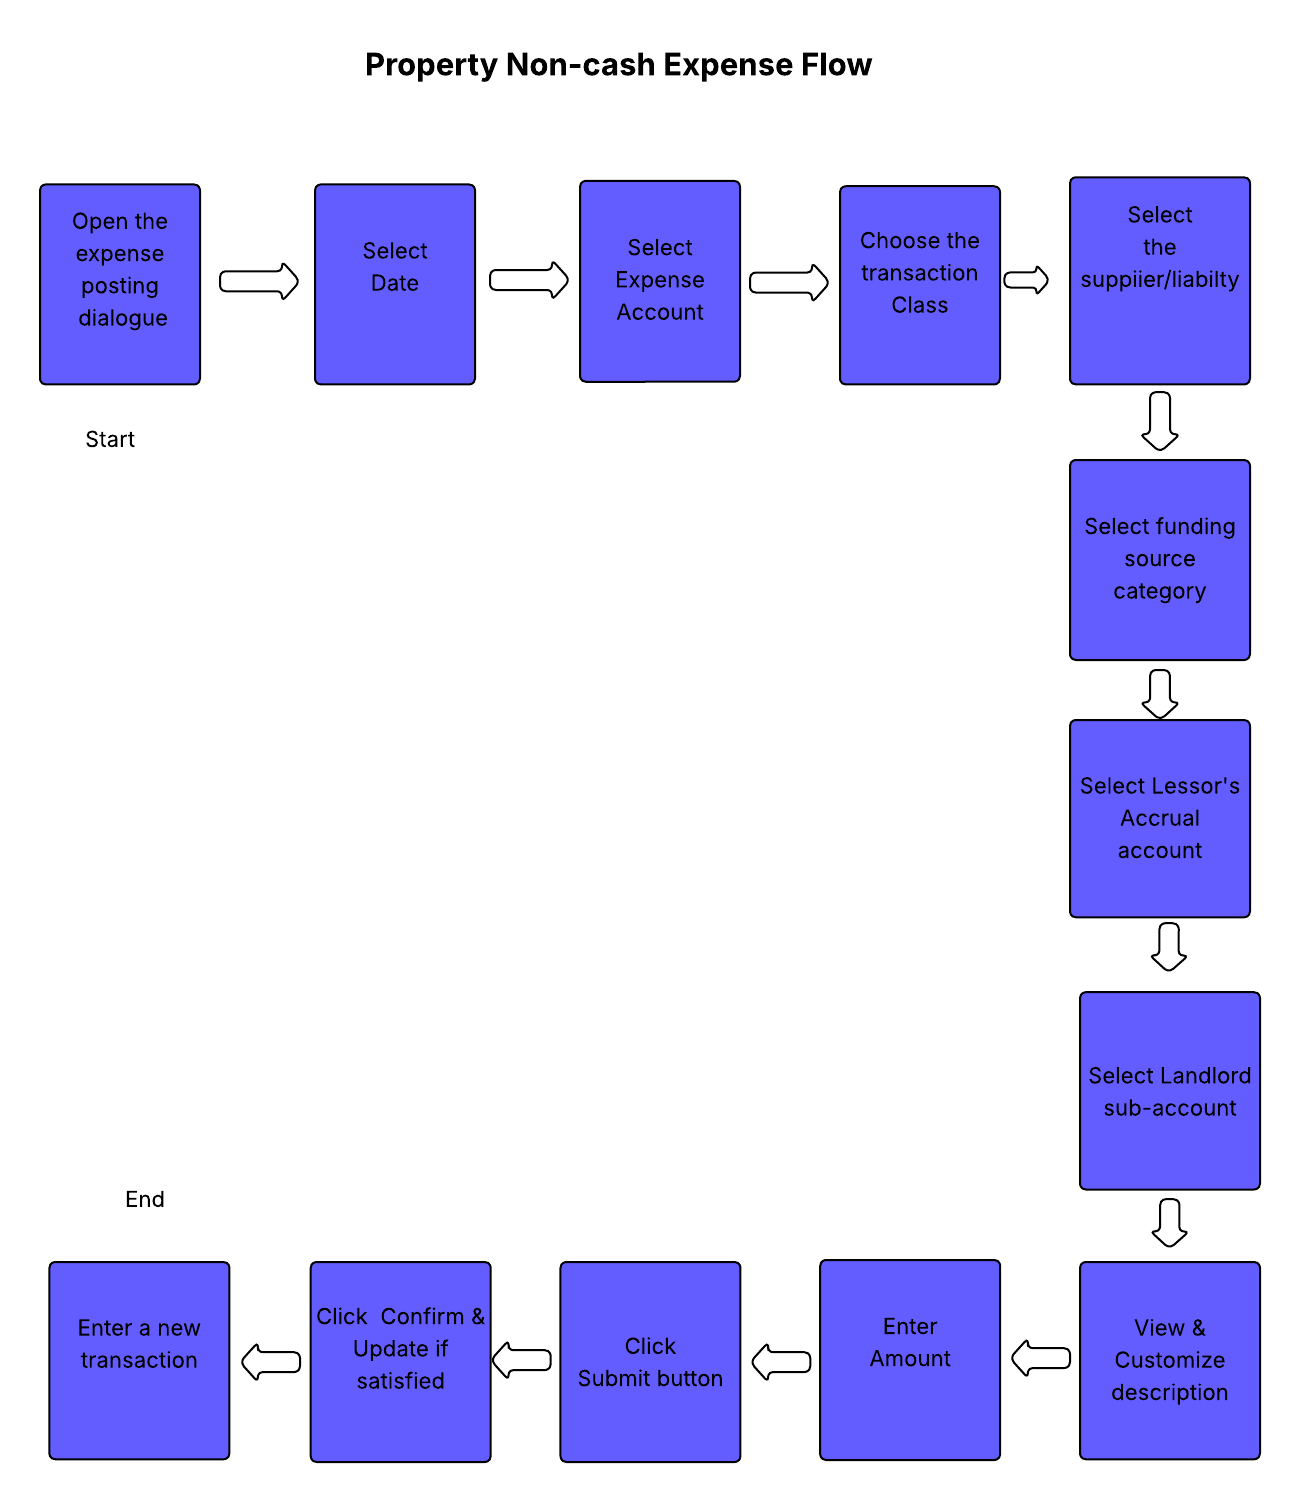 Property Non-cash Expense Flow
Open the
expense
posting
dialogue
Select
Date
Select
Expense
Account
Choose the
transaction
Class
Select
the
suppiier/liabilty
Start
Select funding
source
category
Select Lessor's
Accrual
account
Select Landlord
sub-account
View &
Customize
description
Enter
Amount
Click
Submit button
Click  Confirm &
Update if
satisfied
End
Enter a new
transaction